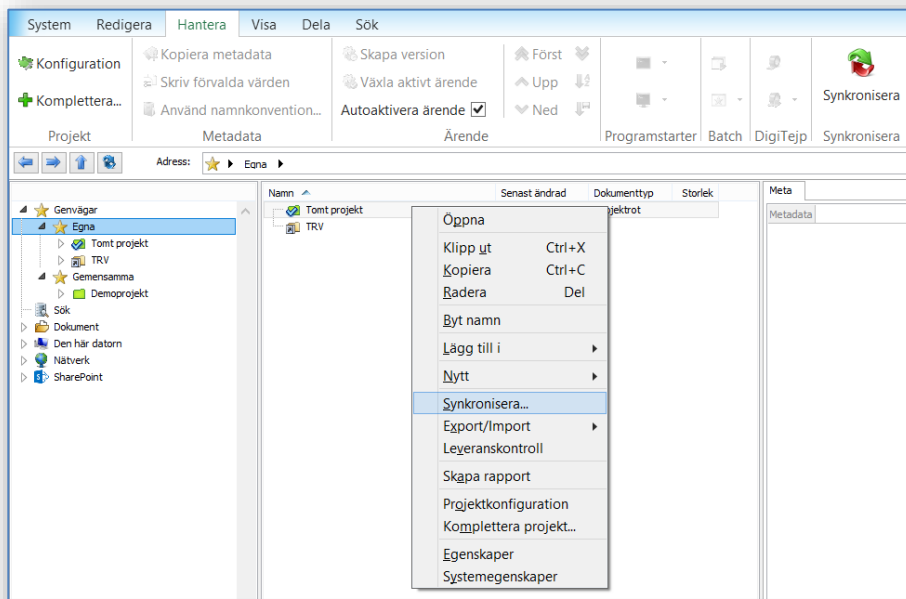 System Redigera Hantera Visa Dela Sök
Konfiguration
Komplettera...
Projekt
Kopiera metadata
Skriv förvalda värden
Använd namnkonvention...
Metadata
Skapa version
Växla aktivt ärende
Autoaktivera ärende
Först
Upp
Ned
Ärende
Programstarter
Batch
DigiTejp
Synkronisera
Synkronisera
Adress: Egna
Genvägar
Egna
Tomt projekt
TRV
Gemensamma
Demoprojekt
Sök
Dokument
Den här datorn
Nätverk
SharePoint
Namn Senast ändrad Dokumenttyp Storlek
Tomt projekt jektrot
TRV
Öppna
Klipp ut Ctrl+X
Kopiera Ctrl+C
Radera Del
Byt namn
Lägg till i
Nytt
Synkronisera...
Export/Import
Leveranskontroll
Skapa rapport
Projektkonfiguration
Komplettera projekt...
Egenskaper
Systemegenskaper
Meta
Metadata